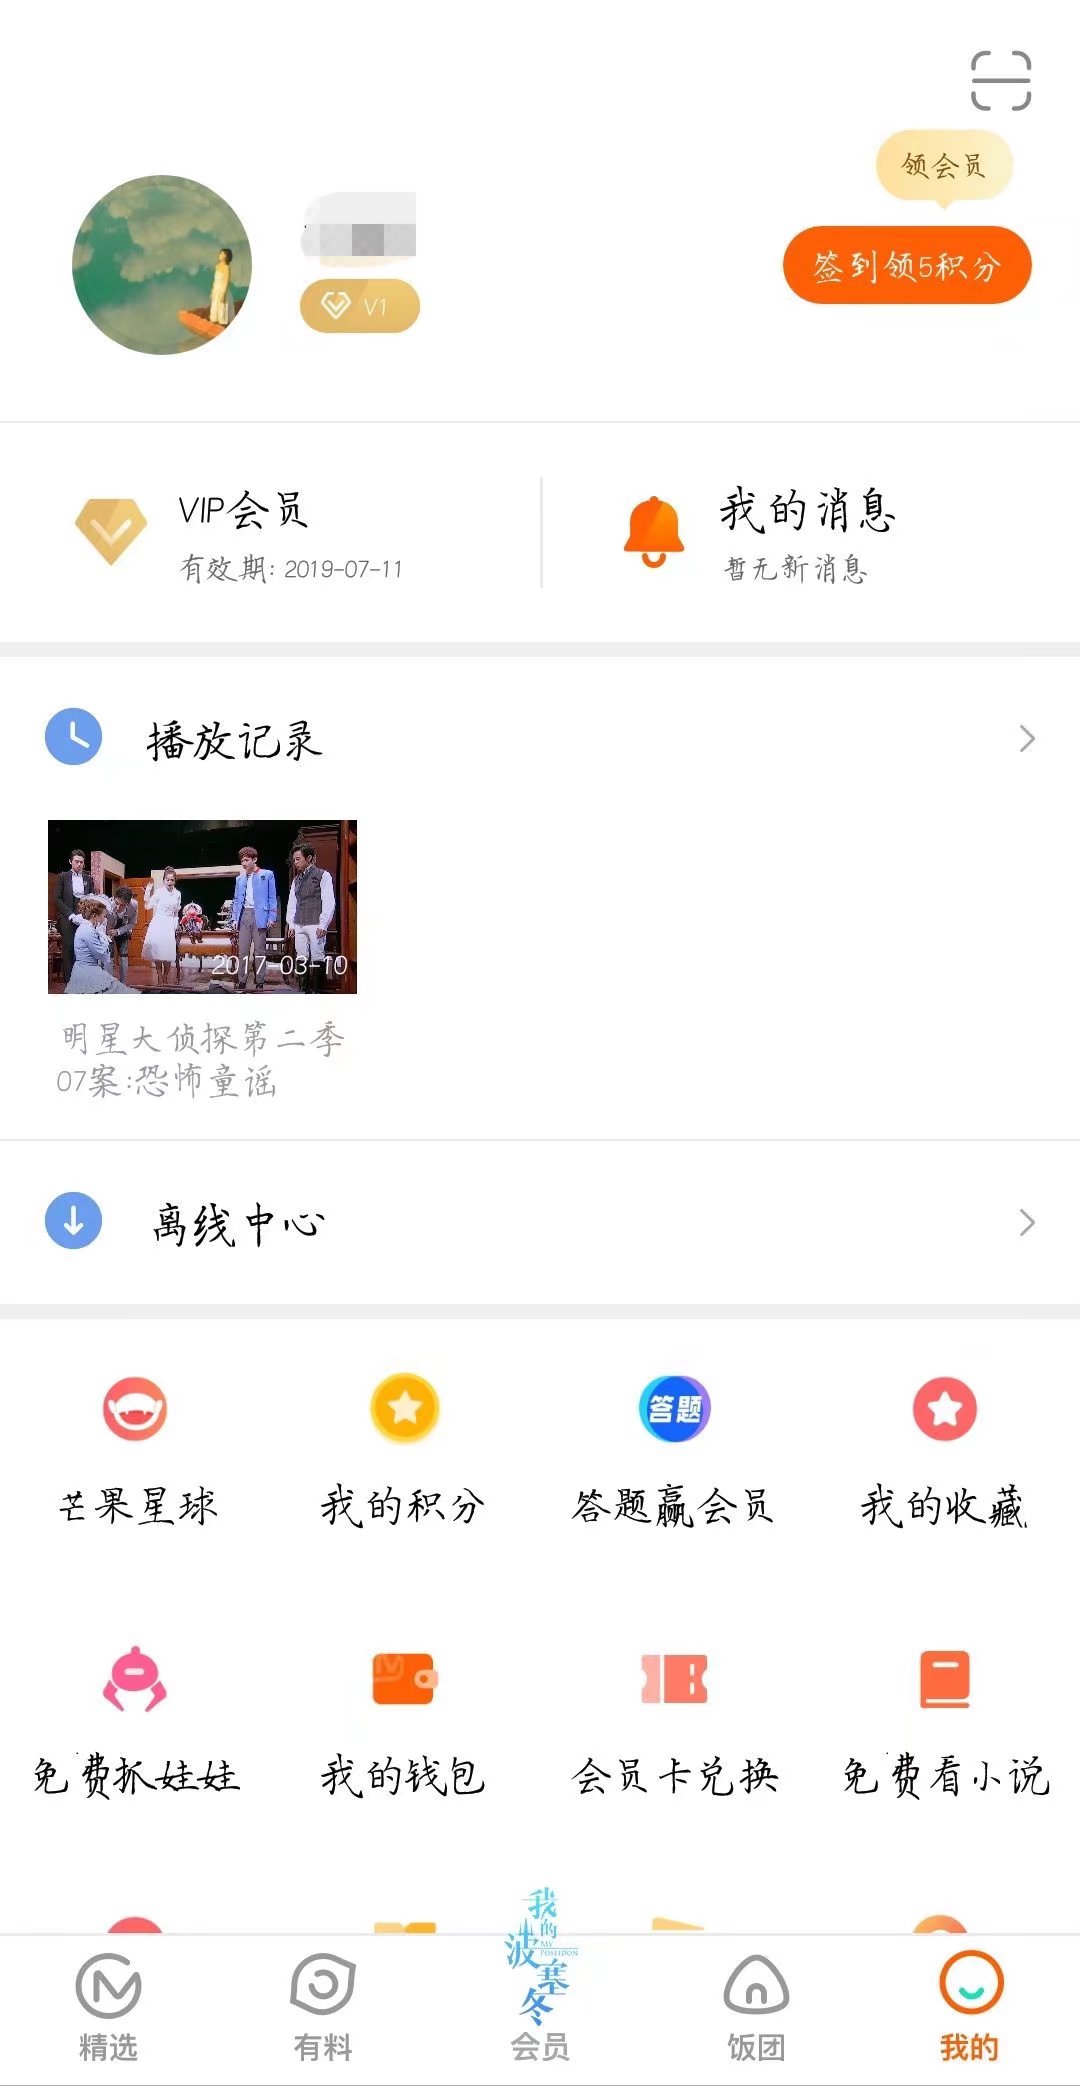 领会员
签到领5积分
V1
VIP会员
有效期: 2019-07-11
我的消息
暂无新消息
播放记录
2017-03-10
明星大侦探第二季
07案:恐怖童谣
离线中心
答题
芒果星球
我的积分
答题赢会员
我的收藏
免费抓娃娃
我的钱包
会员卡兑换
免费看小说
我的
波塞冬
MY POSEIDON
精选
有料
会员
饭团
我的